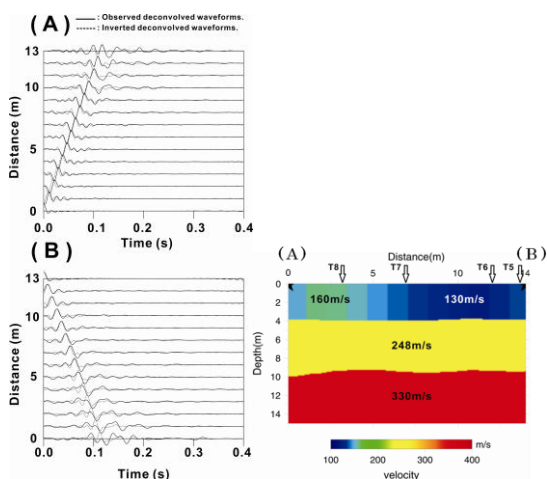 : Observed deconvolved waveforms.
: Inverted deconvolved waveforms.
(A)
13
10
5
0
Distance (m)
0.0 0.1 0.2 0.3 0.4
Time (s)
(B)
13
10
5
0
Distance (m)
0.0 0.1 0.2 0.3 0.4
Time (s)
(A) (B)
Distance(m)
T8 T7 T6 T5
0 5 10 14
0
2
4
6
8
10
12
14
Depth(m)
160m/s 130m/s
248m/s
330m/s
m/s
100 200 300 400
velocity